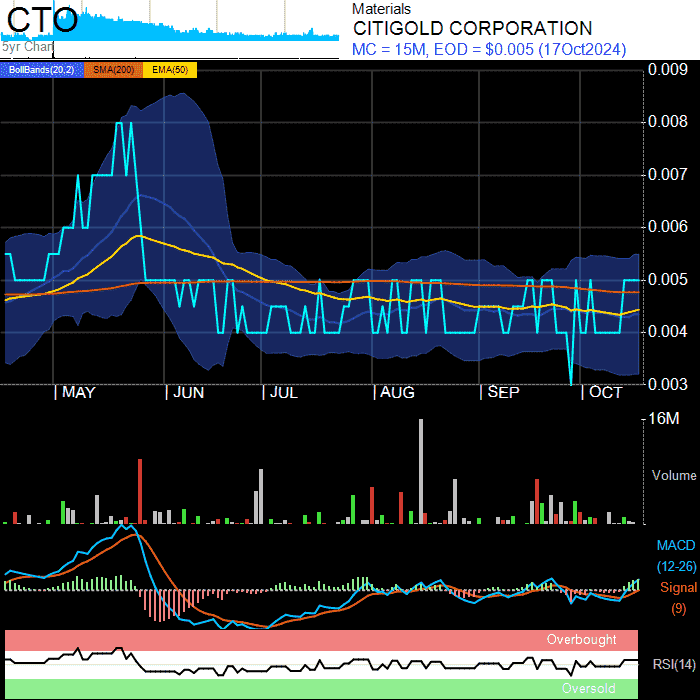 CTO
5yr Chart
Materials
CITIGOLD CORPORATION
MC = 15M, EOD = $0.005 (17Oct2024)
BollBands(20,2) SMA(200) EMA(50)
0.009
0.008
0.007
0.006
0.005
0.004
0.003
MAY JUN JUL AUG SEP OCT
16M
Volume
MACD
(12-26)
Signal
(9)
Overbought
RSI(14)
Oversold